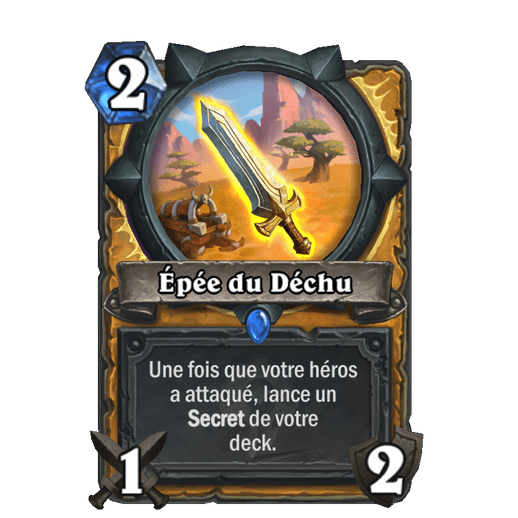 2
Épée du Déchu
Une fois que votre héros
a attaqué, lance un
Secret de votre
deck.
1
2